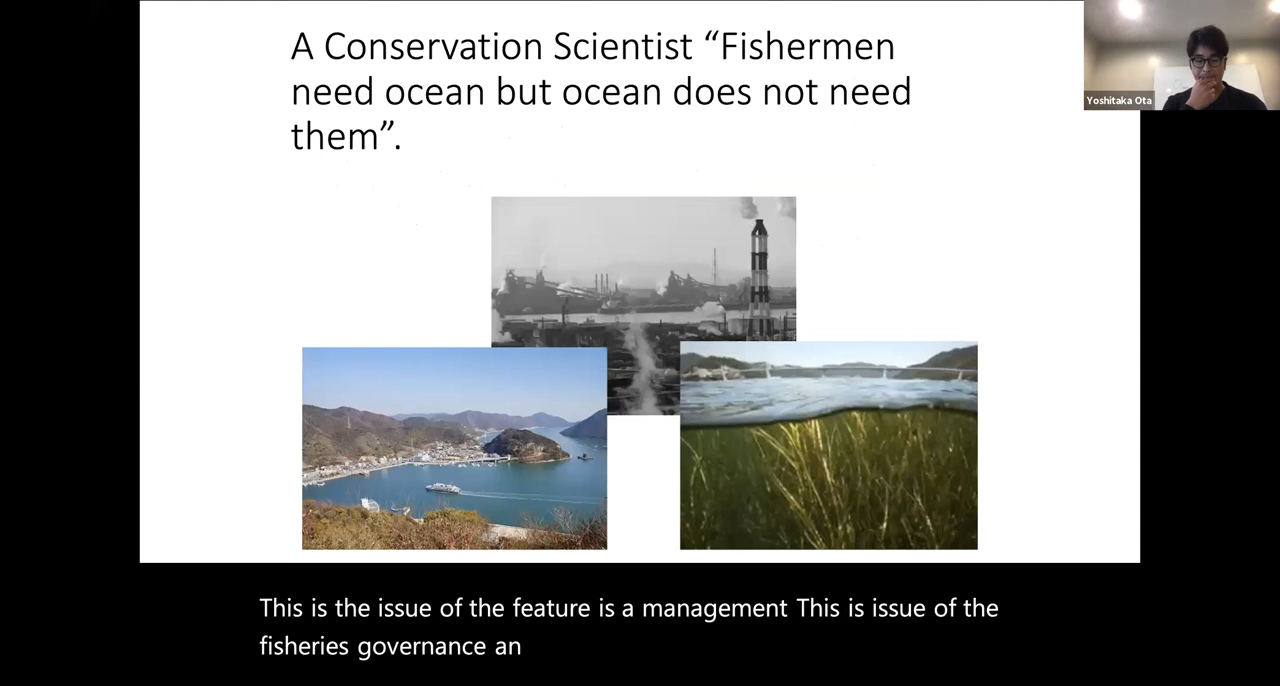 A Conservation Scientist “Fishermen
need ocean but ocean does not need
them”.
Yoshitaka Ota
This is the issue of the feature is a management This is issue of the
fisheries governance an